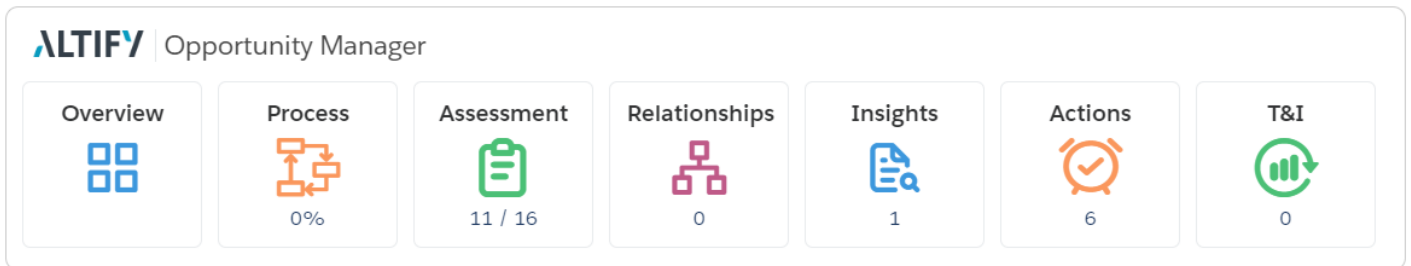 ALTIFY Opportunity Manager
Overview Process Assessment Relationships Insights Actions T&I
0% 11 / 16 0 1 6 0